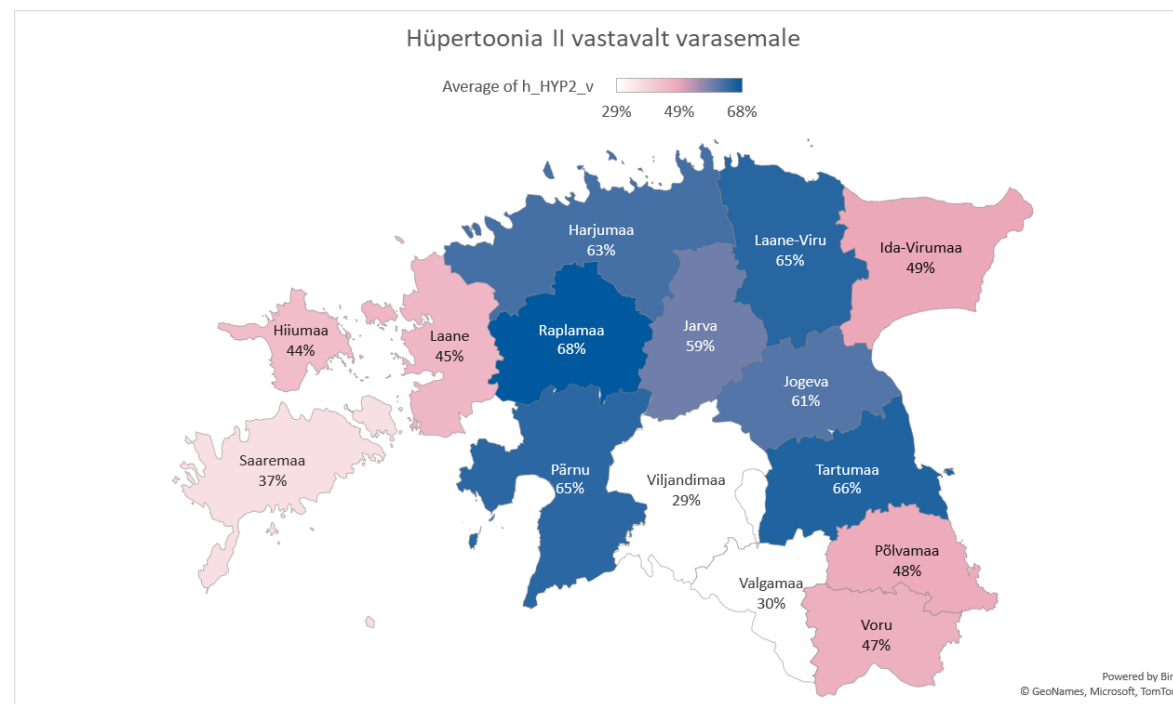 Hüpertoonia II vastavalt varasemale
Average of h_HYP2_v
29% 49% 68%
Harjumaa
63%
Laane-Viru
65%
Ida-Virumaa
49%
Hiiumaa
44%
Laane
45%
Raplamaa
68%
Jarva
59%
Jogeva
61%
Saaremaa
37%
Pärnu
65%
Viljandimaa
29%
Tartumaa
66%
Põlvamaa
48%
Valgamaa
30%
Voru
47%
Powered by Bin
© GeoNames, Microsoft, TomTom